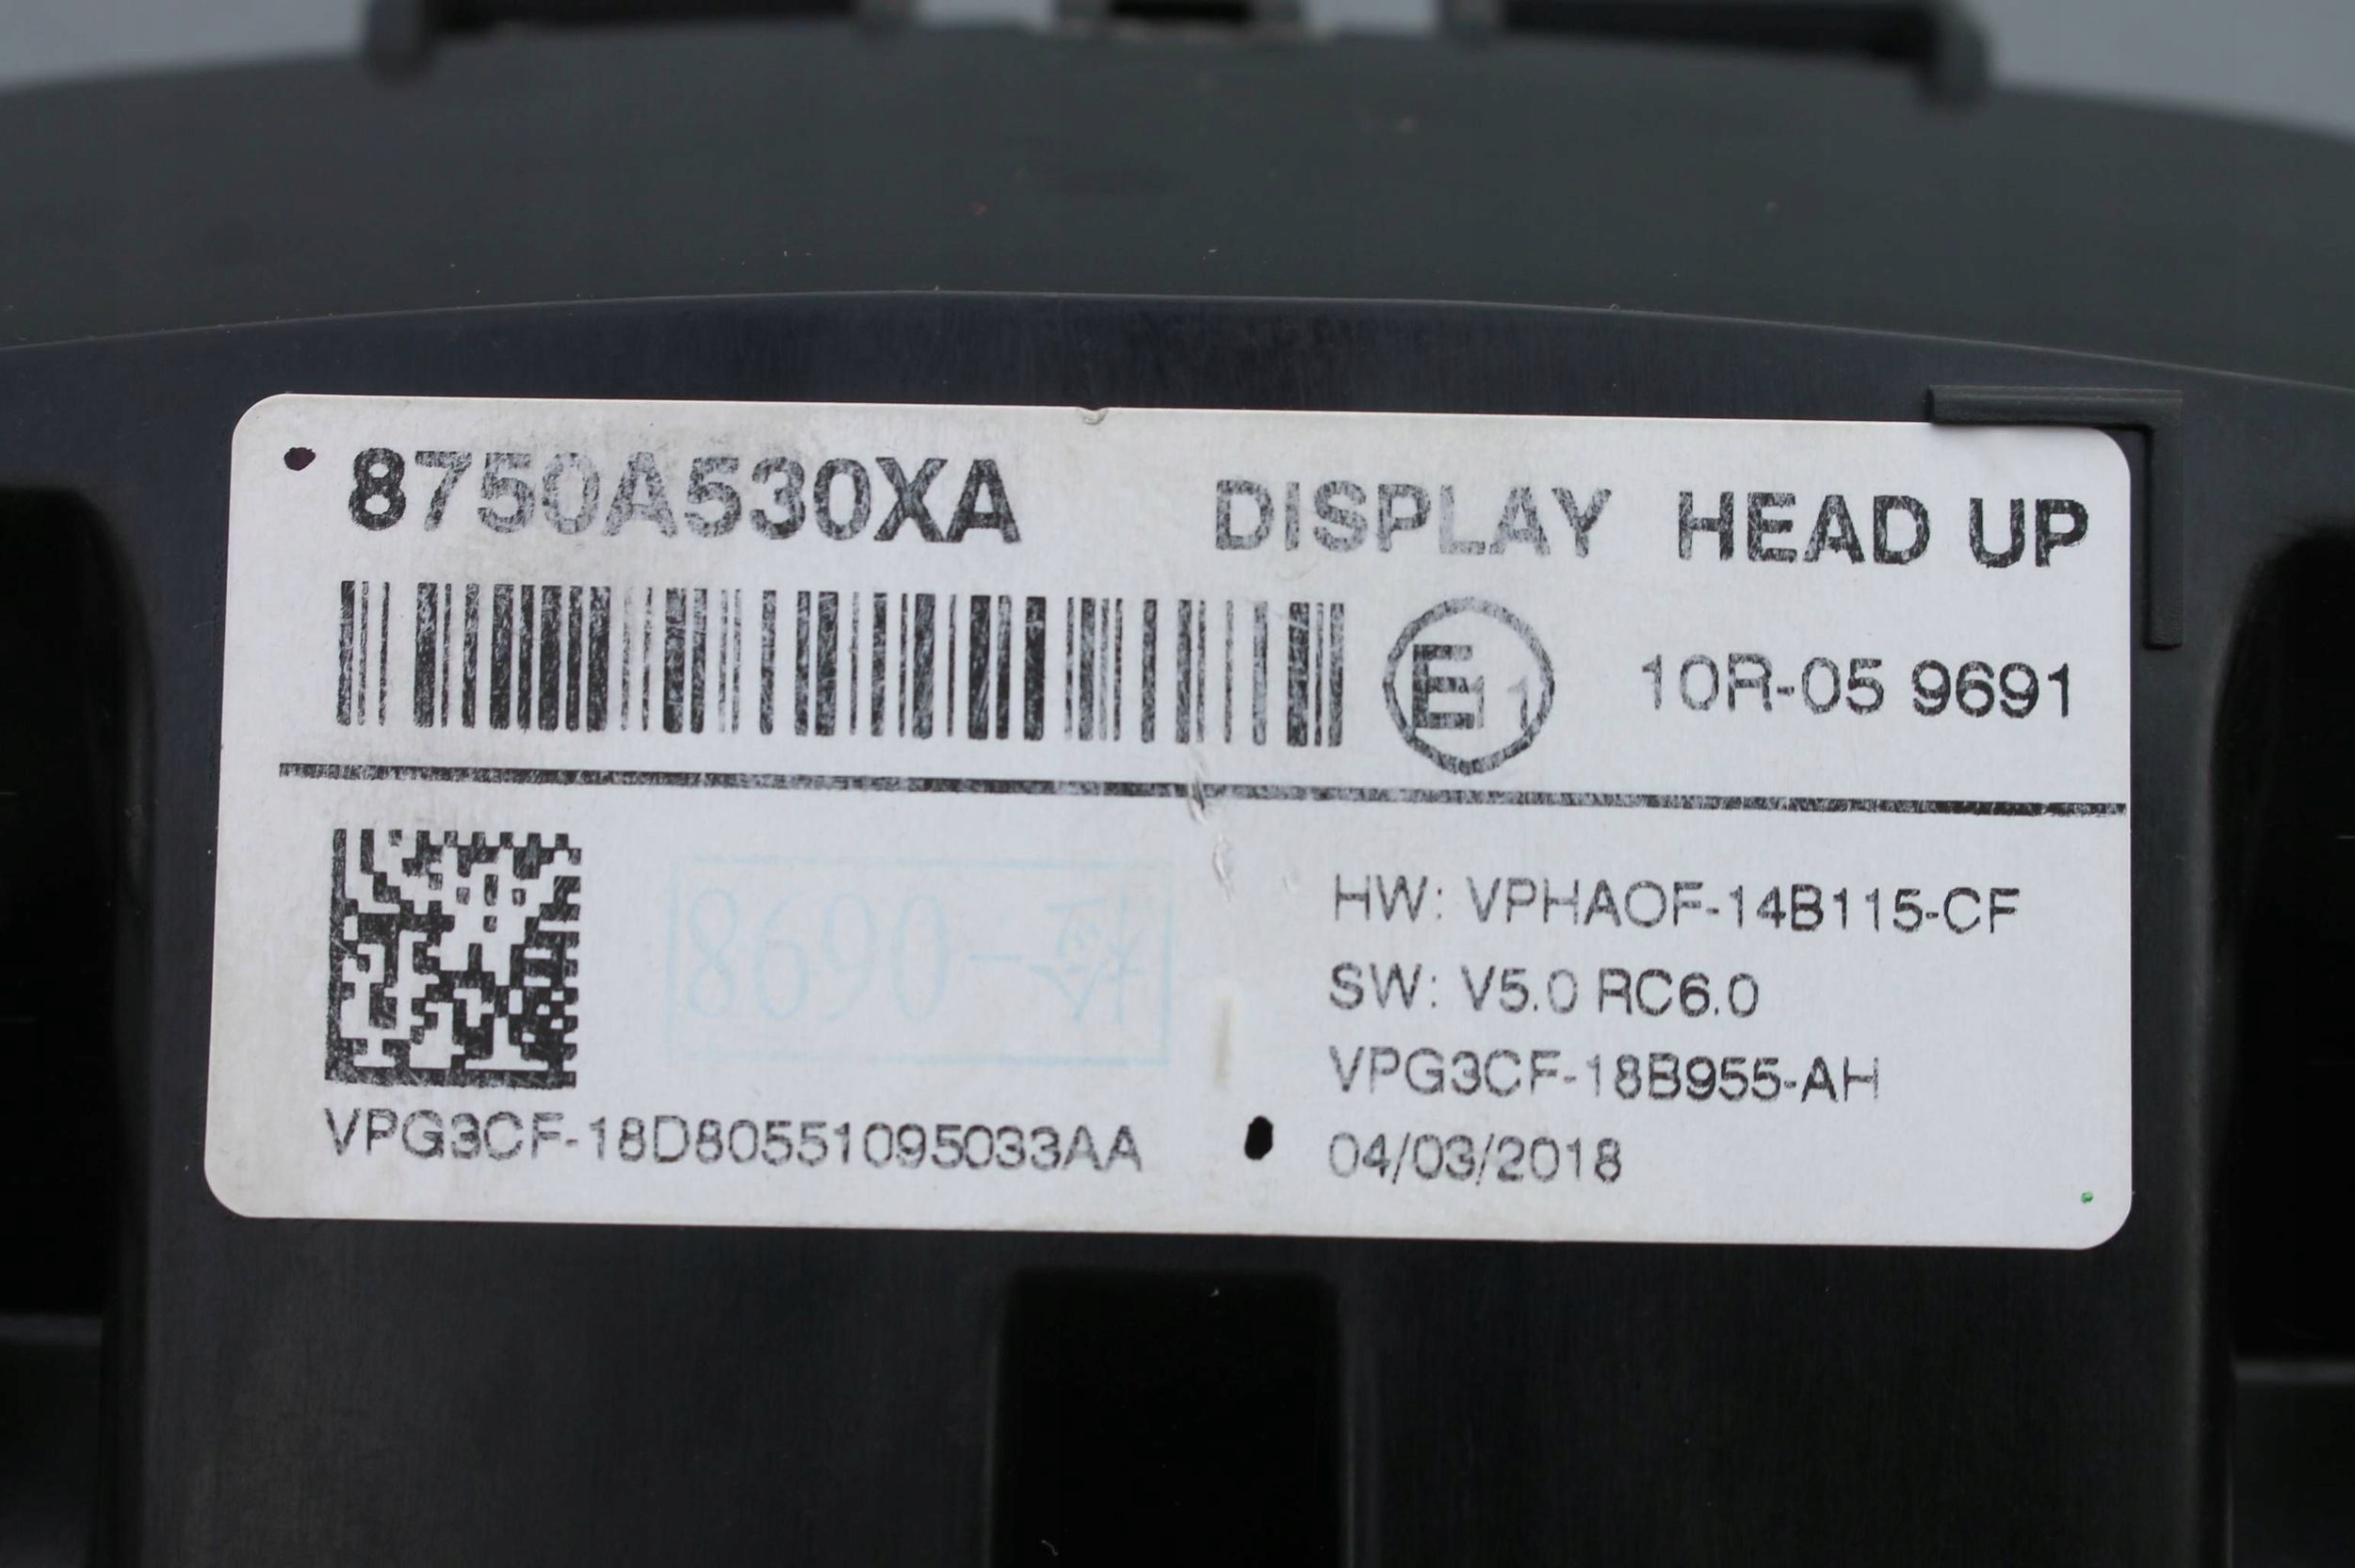 8750A530XA DISPLAY HEAD UP
E11 10R-05 9691
HW: VPHAOF-14B115-CF
SW: V5.0 RC6.0
VPG3CF-18B955-AH
VPG3CF-18D80551095033AA
04/03/2018